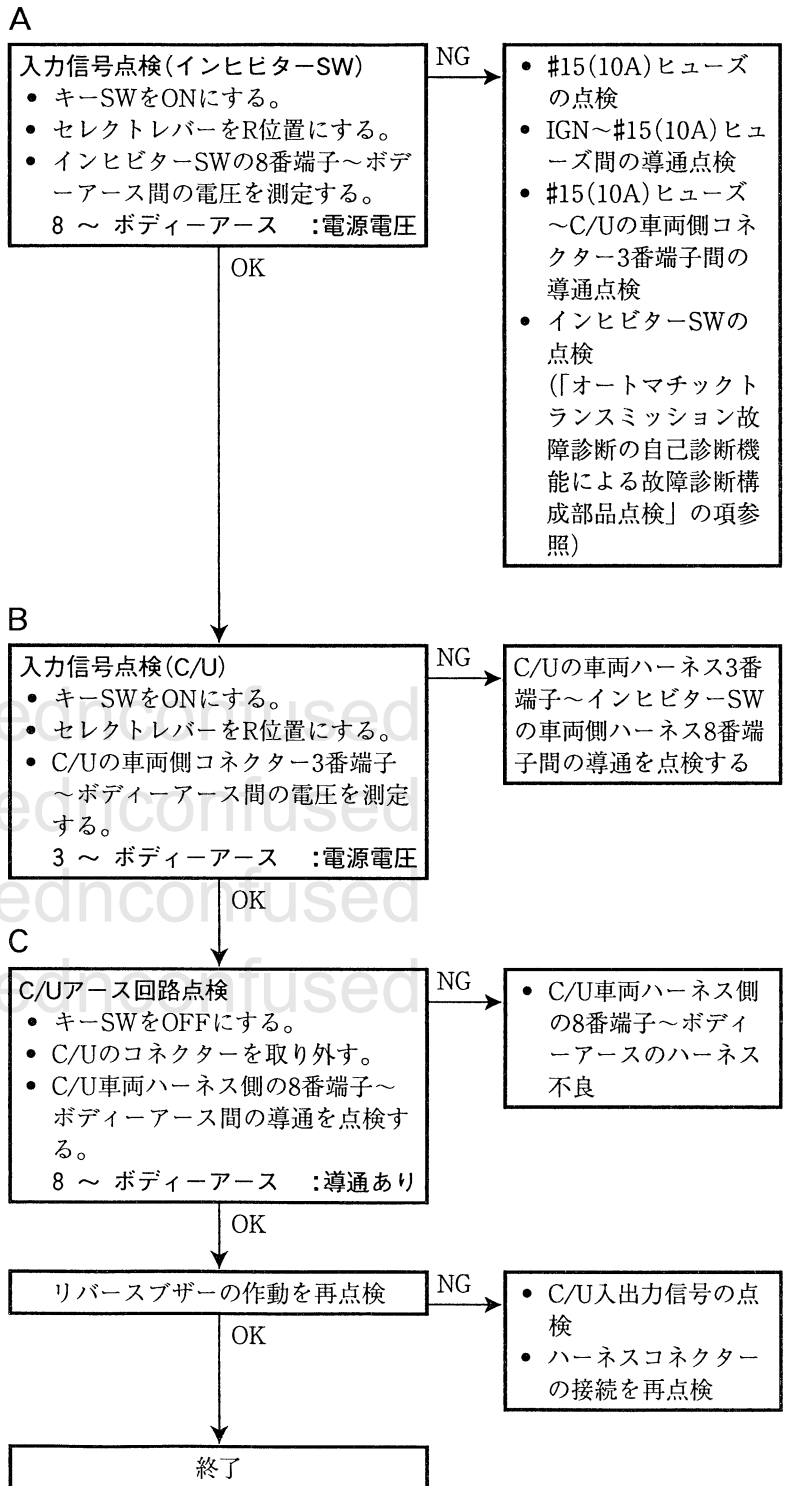 A
入力信号点検(インヒビターSW)
• キーSWをONにする。
• セレクトレバーをR位置にする。
• インヒビターSWの8番端子～ボデ
ーアース間の電圧を測定する。
8 ～ ボディーアース :電源電圧
NG
• #15(10A)ヒューズ
の点検
• IGN～#15(10A)ヒュ
ーズ間の導通点検
• #15(10A)ヒューズ
～C/Uの車両側コネ
クター3番端子間の
導通点検
• インヒビターSWの
点検
(「オートマチックト
ランスミッション故
障診断の自己診断機
能による故障診断構
成部品点検」の項参
照)
OK
B
入力信号点検(C/U)
• キーSWをONにする。
• セレクトレバーをR位置にする。
• C/Uの車両側コネクター3番端子
～ボディーアース間の電圧を測定
する。
3 ～ ボディーアース :電源電圧
NG
C/Uの車両ハーネス3番
端子～インヒビターSW
の車両側ハーネス8番端
子間の導通を点検する
OK
C
C/Uアース回路点検
• キーSWをOFFにする。
• C/Uのコネクターを取り外す。
• C/U車両ハーネス側の8番端子～
ボディーアース間の導通を点検す
る。
8 ～ ボディーアース :導通あり
NG
• C/U車両ハーネス側
の8番端子～ボディ
ーアースのハーネス
不良
OK
リバースブザーの作動を再点検
NG
• C/U入出力信号の点
検
• ハーネスコネクター
の接続を再点検
OK
終了
ednconfused
ednconfused
ednconfused
ednconfused